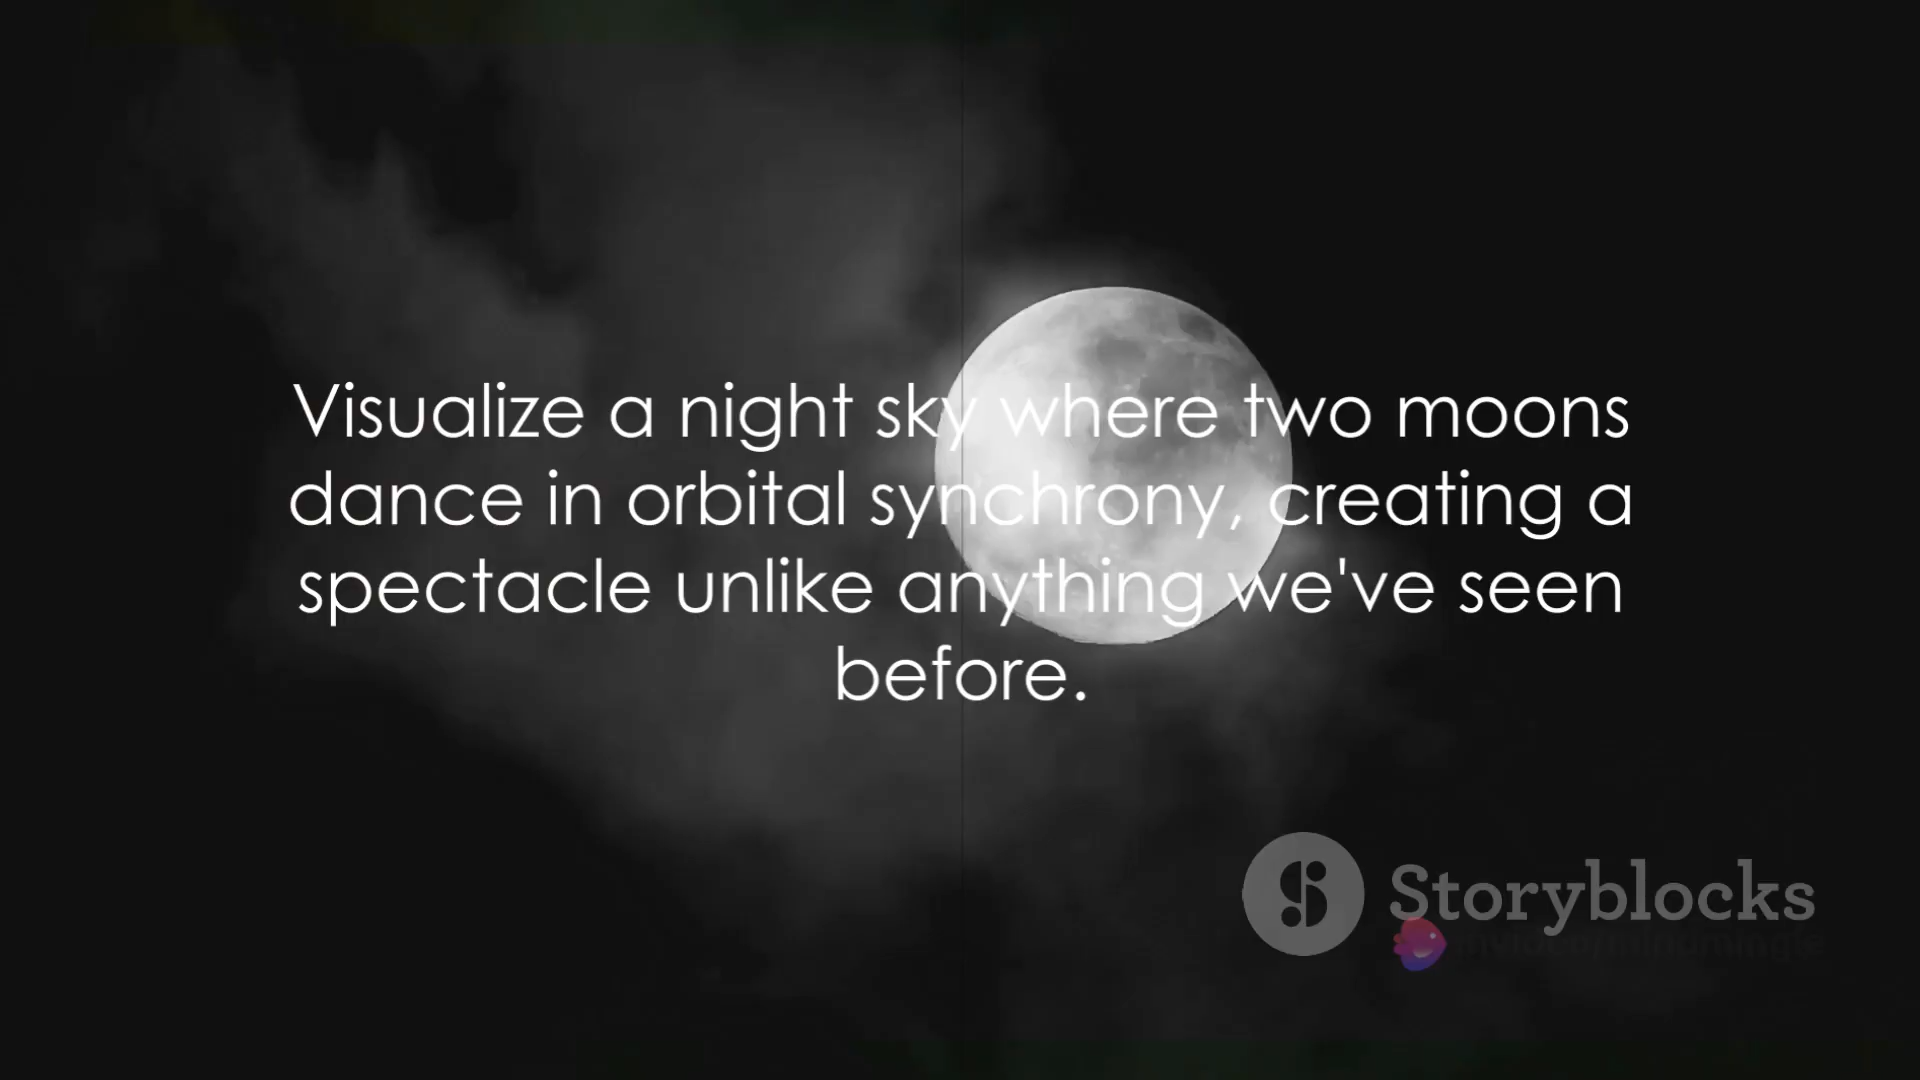 Visualize a night sky where two moons
dance in orbital synchrony, creating a
spectacle unlike anything we've seen
before.
Storyblocks